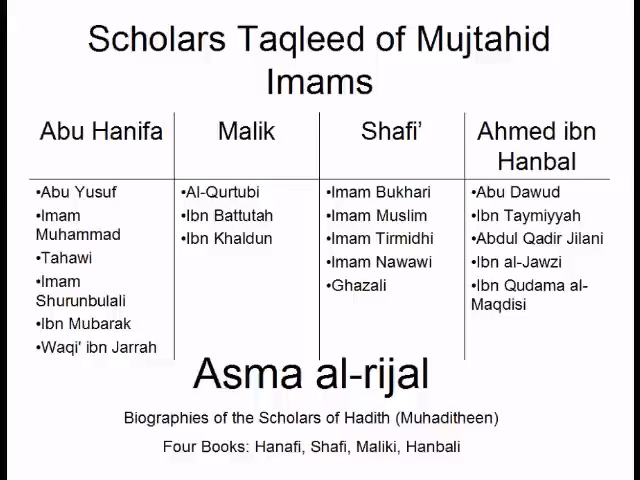 Scholars Taqleed of Mujtahid
Imams
Abu Hanifa
Malik
Shafi’
Ahmed ibn
Hanbal
•Abu Yusuf
•Imam
Muhammad
•Tahawi
•Imam
Shurunbulali
•Ibn Mubarak
•Waqi' ibn Jarrah
•Al-Qurtubi
•Ibn Battutah
•Ibn Khaldun
•Imam Bukhari
•Imam Muslim
•Imam Tirmidhi
•Imam Nawawi
•Ghazali
•Abu Dawud
•Ibn Taymiyyah
•Abdul Qadir Jilani
•Ibn al-Jawzi
•Ibn Qudama al-
Maqdisi
Asma al-rijal
Biographies of the Scholars of Hadith (Muhaditheen)
Four Books: Hanafi, Shafi, Maliki, Hanbali